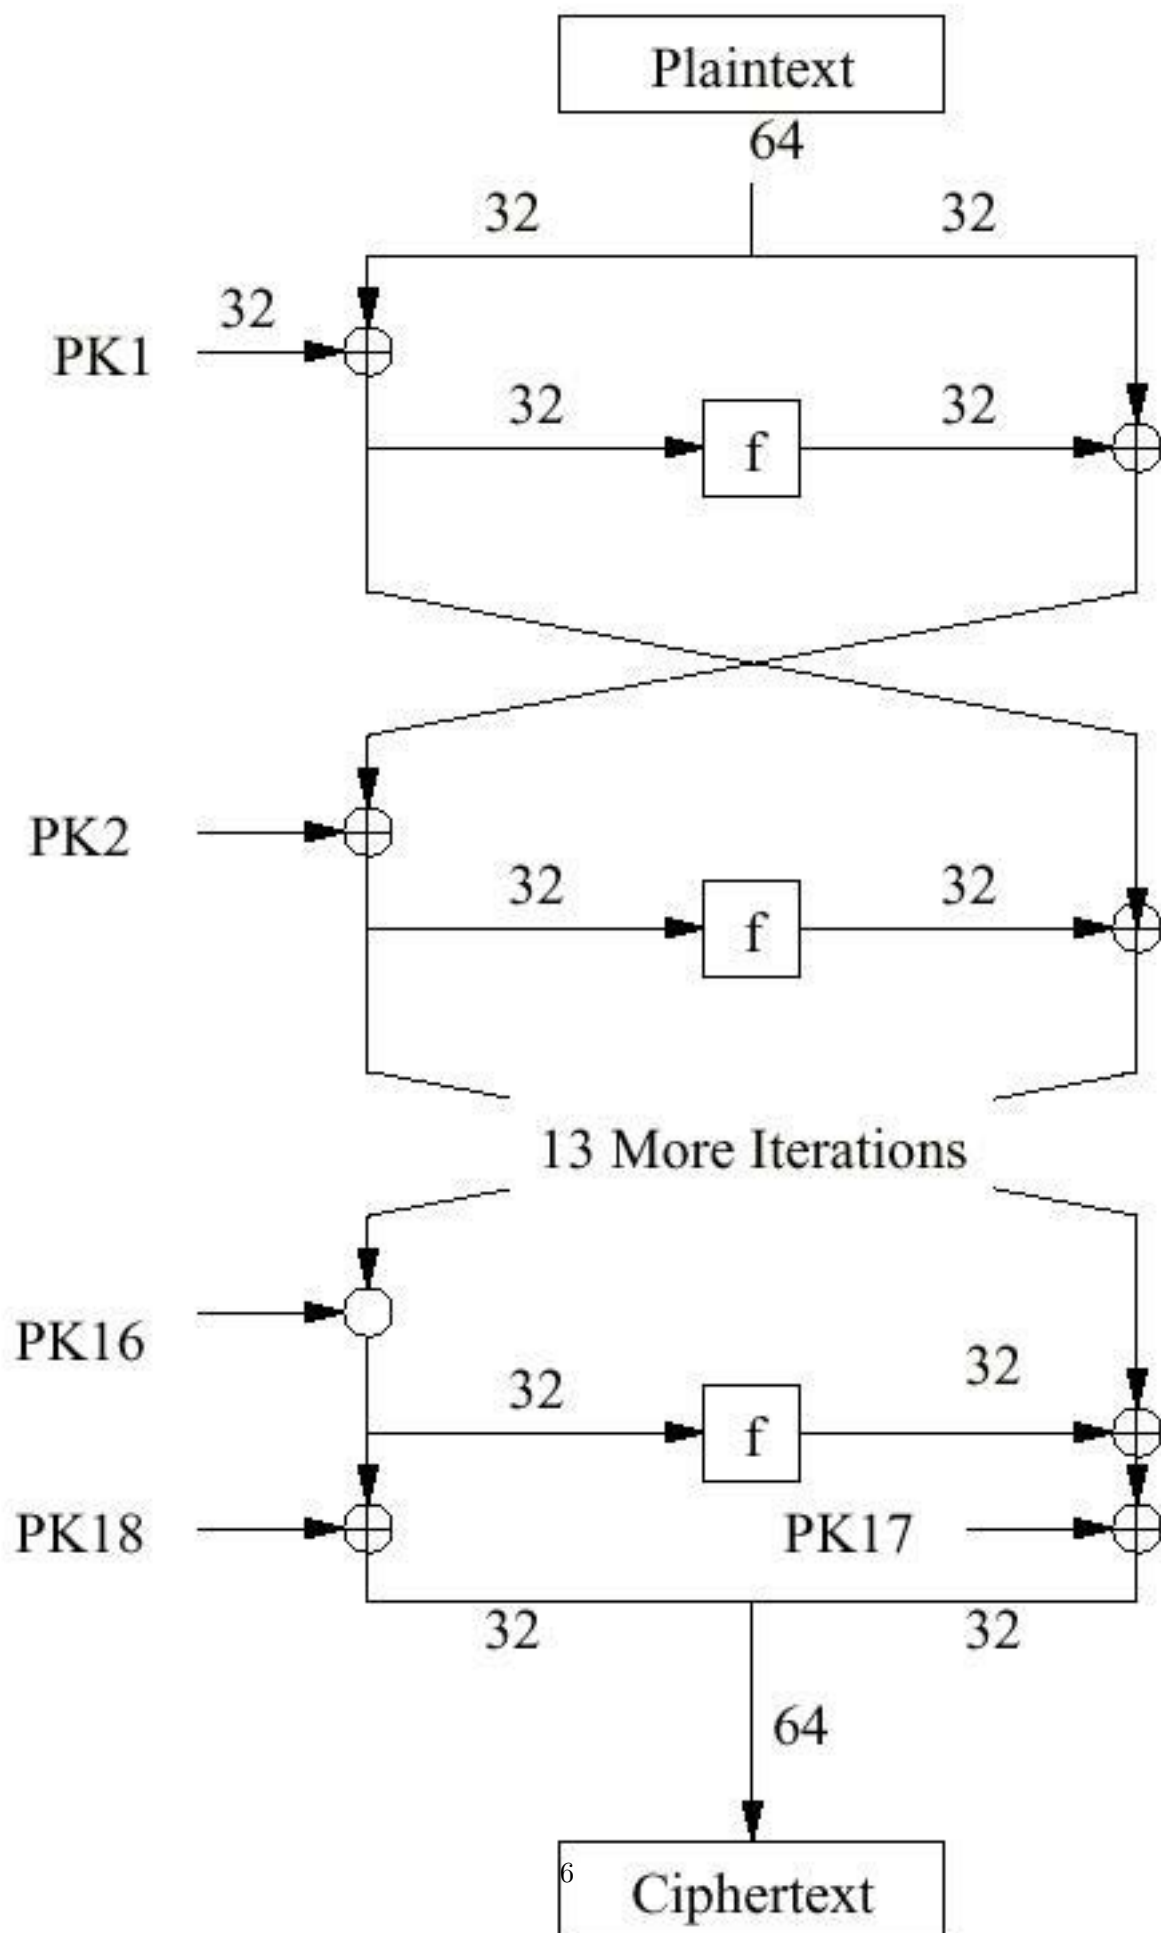 Plaintext
64
32 32
32
PK1
32 32
f
PK2
32 32
f
13 More Iterations
PK16
32 32
f
PK18 PK17
32 32
64
6
Ciphertext